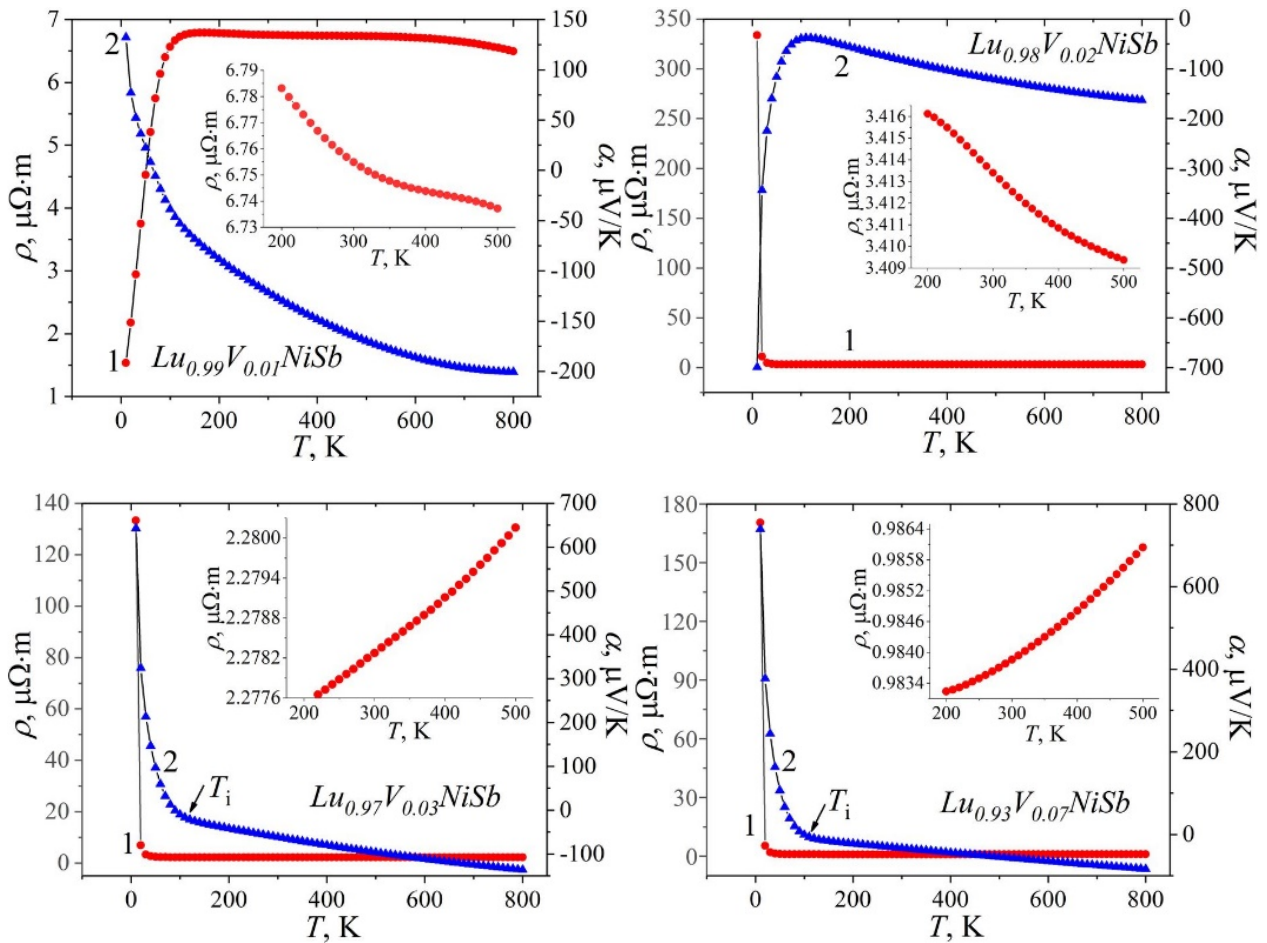 7
6
5
4
3
2
1
ρ, μΩ·m
150
100
50
0
-50
-100
-150
-200
α, μV/K
2
1
Lu0.99V0.01NiSb
0 200 400 600 800
T, K
6.79
6.78
6.77
6.76
6.75
6.74
6.73
ρ, μΩ·m
200 300 400 500
T, K
350
300
250
200
150
100
50
0
ρ, μΩ·m
0
-100
-200
-300
-400
-500
-600
-700
α, μV/K
Lu0.98V0.02NiSb
2
1
0 200 400 600 800
T, K
3.416
3.415
3.414
3.413
3.412
3.411
3.410
3.409
ρ, μΩ·m
200 300 400 500
T, K
140
120
100
80
60
40
20
0
ρ, μΩ·m
700
600
500
400
300
200
100
0
-100
α, μV/K
2
1
Ti
Lu0.97V0.03NiSb
0 200 400 600 800
T, K
2.2800
2.2794
2.2788
2.2782
2.2776
ρ, μΩ·m
200 300 400 500
T, K
180
150
120
90
60
30
0
ρ, μΩ·m
800
600
400
200
0
α, μV/K
2
1
Ti
Lu0.93V0.07NiSb
0 200 400 600 800
T, K
0.9864
0.9858
0.9852
0.9846
0.9840
0.9834
ρ, μΩ·m
200 300 400 500
T, K